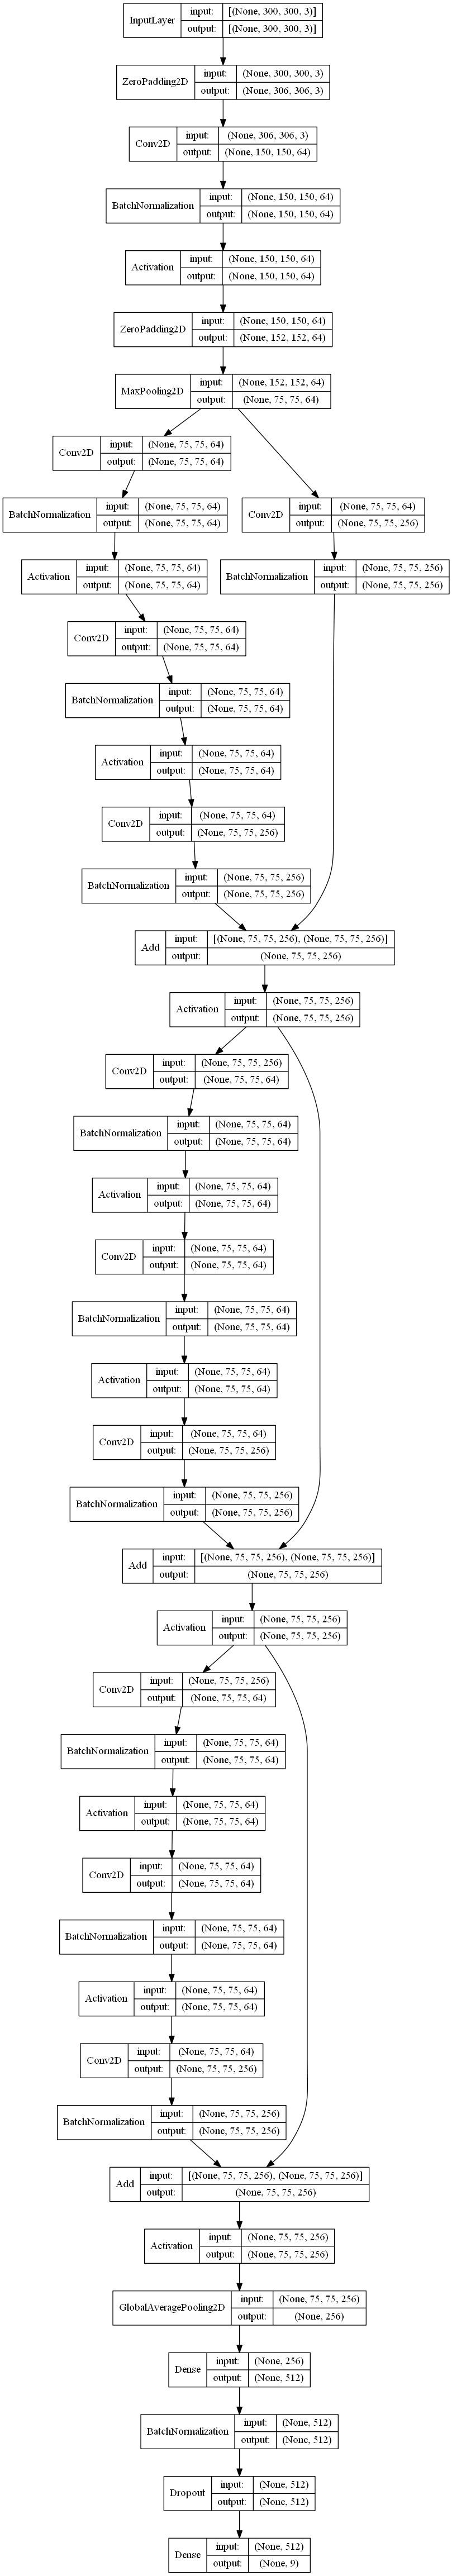 InputLayer input: [(None, 300, 300, 3)]
output: [(None, 300, 300, 3)]
ZeroPadding2D input: (None, 300, 300, 3)
output: (None, 306, 306, 3)
Conv2D input: (None, 306, 306, 3)
output: (None, 150, 150, 64)
BatchNormalization input: (None, 150, 150, 64)
output: (None, 150, 150, 64)
Activation input: (None, 150, 150, 64)
output: (None, 150, 150, 64)
ZeroPadding2D input: (None, 150, 150, 64)
output: (None, 152, 152, 64)
MaxPooling2D input: (None, 152, 152, 64)
output: (None, 75, 75, 64)
Conv2D input: (None, 75, 75, 64)
output: (None, 75, 75, 64)
BatchNormalization input: (None, 75, 75, 64)
output: (None, 75, 75, 64)
Conv2D input: (None, 75, 75, 64)
output: (None, 75, 75, 256)
Activation input: (None, 75, 75, 64)
output: (None, 75, 75, 64)
BatchNormalization input: (None, 75, 75, 256)
output: (None, 75, 75, 256)
Conv2D input: (None, 75, 75, 64)
output: (None, 75, 75, 64)
BatchNormalization input: (None, 75, 75, 64)
output: (None, 75, 75, 64)
Activation input: (None, 75, 75, 64)
output: (None, 75, 75, 64)
Conv2D input: (None, 75, 75, 64)
output: (None, 75, 75, 256)
BatchNormalization input: (None, 75, 75, 256)
output: (None, 75, 75, 256)
Add input: [(None, 75, 75, 256), (None, 75, 75, 256)]
output: (None, 75, 75, 256)
Activation input: (None, 75, 75, 256)
output: (None, 75, 75, 256)
Conv2D input: (None, 75, 75, 256)
output: (None, 75, 75, 64)
BatchNormalization input: (None, 75, 75, 64)
output: (None, 75, 75, 64)
Activation input: (None, 75, 75, 64)
output: (None, 75, 75, 64)
Conv2D input: (None, 75, 75, 64)
output: (None, 75, 75, 64)
BatchNormalization input: (None, 75, 75, 64)
output: (None, 75, 75, 64)
Activation input: (None, 75, 75, 64)
output: (None, 75, 75, 64)
Conv2D input: (None, 75, 75, 64)
output: (None, 75, 75, 256)
BatchNormalization input: (None, 75, 75, 256)
output: (None, 75, 75, 256)
Add input: [(None, 75, 75, 256), (None, 75, 75, 256)]
output: (None, 75, 75, 256)
Activation input: (None, 75, 75, 256)
output: (None, 75, 75, 256)
Conv2D input: (None, 75, 75, 256)
output: (None, 75, 75, 64)
BatchNormalization input: (None, 75, 75, 64)
output: (None, 75, 75, 64)
Activation input: (None, 75, 75, 64)
output: (None, 75, 75, 64)
Conv2D input: (None, 75, 75, 64)
output: (None, 75, 75, 64)
BatchNormalization input: (None, 75, 75, 64)
output: (None, 75, 75, 64)
Activation input: (None, 75, 75, 64)
output: (None, 75, 75, 64)
Conv2D input: (None, 75, 75, 64)
output: (None, 75, 75, 256)
BatchNormalization input: (None, 75, 75, 256)
output: (None, 75, 75, 256)
Add input: [(None, 75, 75, 256), (None, 75, 75, 256)]
output: (None, 75, 75, 256)
Activation input: (None, 75, 75, 256)
output: (None, 75, 75, 256)
GlobalAveragePooling2D input: (None, 75, 75, 256)
output: (None, 256)
Dense input: (None, 256)
output: (None, 512)
BatchNormalization input: (None, 512)
output: (None, 512)
Dropout input: (None, 512)
output: (None, 512)
Dense input: (None, 512)
output: (None, 9)